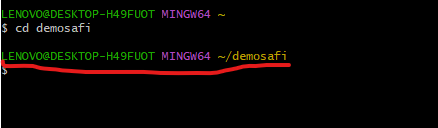 LENOVO@DESKTOP-H49FUOT MINGW64 ~
$ cd demosafi
LENOVO@DESKTOP-H49FUOT MINGW64 ~/demosafi
$